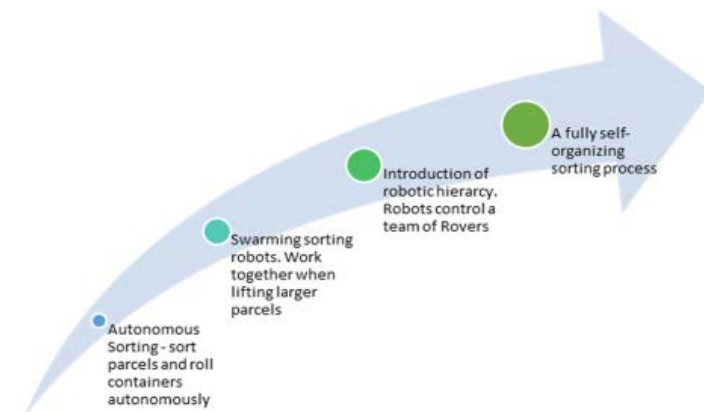 Autonomous
Sorting - sort
parcels and roll
containers
autonomously
Swarming sorting
robots. Work
together when
lifting larger
parcels
Introduction of
robotic hierarcy.
Robots control a
team of Rovers
A fully self-
organizing
sorting process